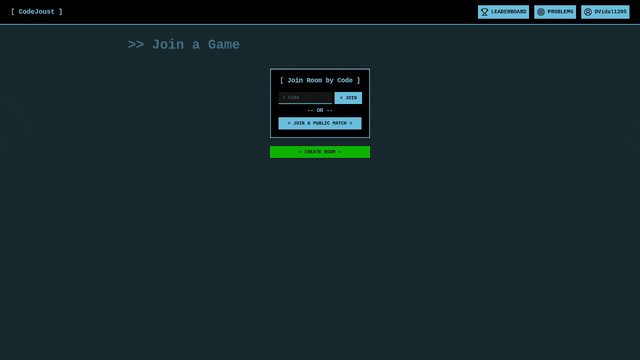 [ CodeJoust ]
LEADERBOARD
PROBLEMS
DVidal1205
>> Join a Game
[ Join Room by Code ]
> Code
< JOIN
-- OR --
> JOIN A PUBLIC MATCH <
+ CREATE ROOM +